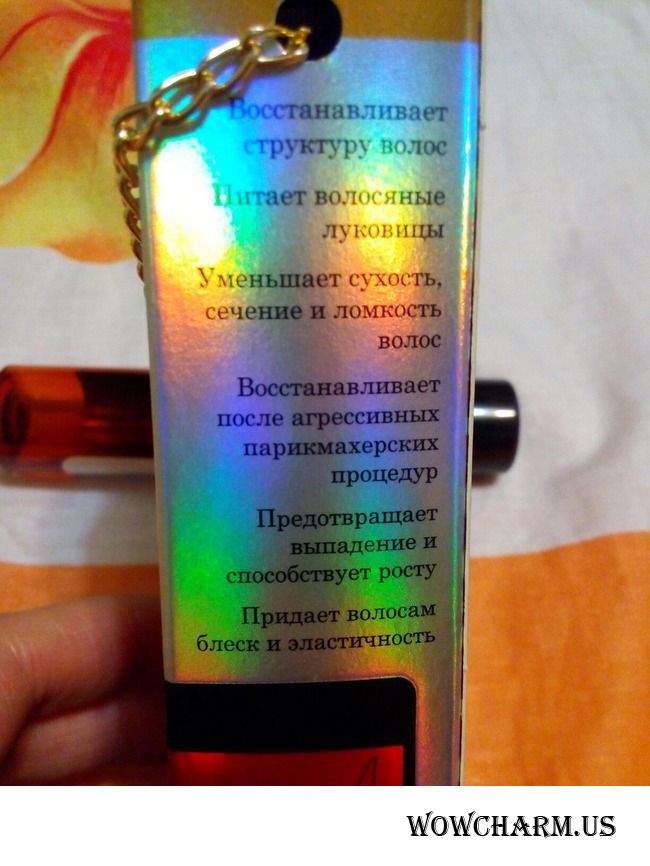 Восстанавливает
структуру волос
Питает волосяные
луковицы
Уменьшает сухость,
сечение и ломкость
волос
Восстанавливает
после агрессивных
парикмахерских
процедур
Предотвращает
выпадение и
способствует росту
Придает волосам
блеск и эластичность
WOWCHARM.US